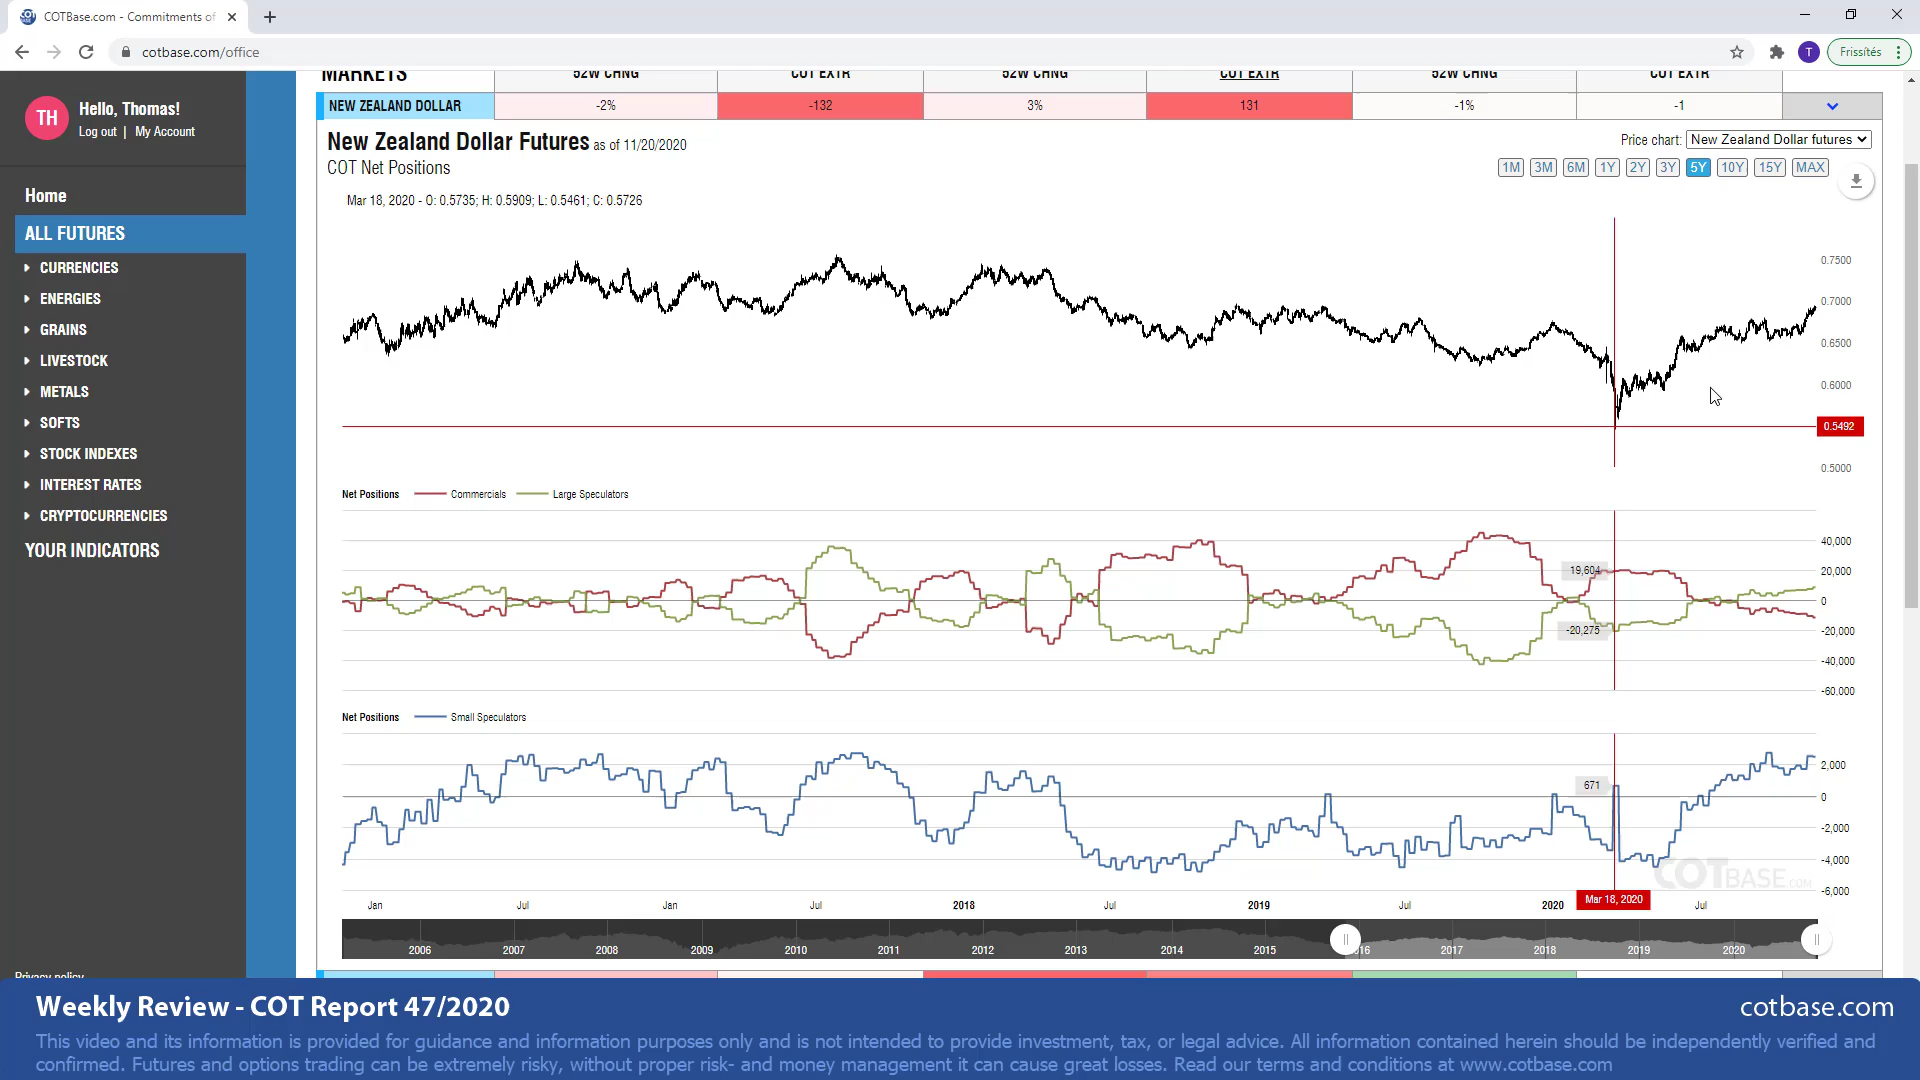 COTBase.com - Commitments of
cotbase.com/office
T
Frissítés
TH
Hello, Thomas!
Log out | My Account
Home
ALL FUTURES
CURRENCIES
ENERGIES
GRAINS
LIVESTOCK
METALS
SOFTS
STOCK INDEXES
INTEREST RATES
CRYPTOCURRENCIES
YOUR INDICATORS
Privacy policy
MARKETS 52W CHNG COT EXTR 52W CHNG COT EXTR 52W CHNG COT EXTR
NEW ZEALAND DOLLAR -2% -132 3% 131 -1% -1
New Zealand Dollar Futures as of 11/20/2020
COT Net Positions
Price chart: New Zealand Dollar futures
1M 3M 6M 1Y 2Y 3Y 5Y 10Y 15Y MAX
Mar 18, 2020 - O: 0.5735; H: 0.5909; L: 0.5461; C: 0.5726
0.7500
0.7000
0.6500
0.6000
0.5492
0.5000
Net Positions Commercials Large Speculators
40,000
19,604 20,000
0
-20,275 -20,000
-40,000
-60,000
Net Positions Small Speculators
2,000
671
0
-2,000
-4,000
COTBASE.COM
-6,000
Jan Jul Jan Jul 2018 Jul 2019 Jul 2020 Mar 18, 2020 Jul
2006 2007 2008 2009 2010 2011 2012 2013 2014 2015 16 2017 2018 2019 2020
Weekly Review - COT Report 47/2020
cotbase.com
This video and its information is provided for guidance and information purposes only and is not intended to provide investment, tax, or legal advice. All information contained herein should be independently verified and
confirmed. Futures and options trading can be extremely risky, without proper risk- and money management it can cause great losses. Read our terms and conditions at www.cotbase.com